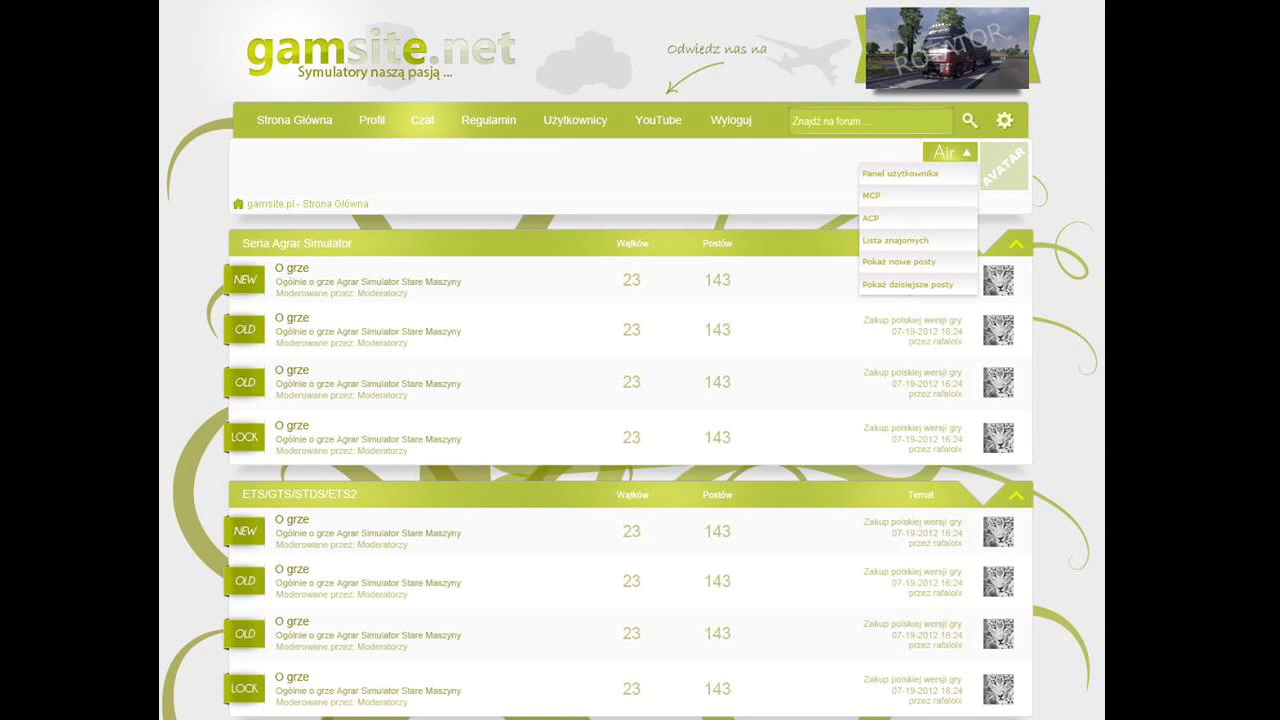 gamsite.net
Symulatory naszą pasją ...
Odwiedz nas na
ROTATOR
Strona Główna Profil Czat Regulamin Użytkownicy YouTube Wyloguj Znajdź na forum ...
Air
AVATAR
Panel użytkownika
MCP
ACP
Lista znajomych
Pokaż nowe posty
Pokaż dzisiejsze posty
gamsite.pl - Strona Główna
Seria Agrar Simulator Wątków Postów
NEW
O grze
Ogólnie o grze Agrar Simulator Stare Maszyny
Moderowane przez: Moderatorzy
23 143
OLD
O grze
Ogólnie o grze Agrar Simulator Stare Maszyny
Moderowane przez: Moderatorzy
23 143
Zakup polskiej wersji gry
07-19-2012 16:24
przez rafalolx
OLD
O grze
Ogólnie o grze Agrar Simulator Stare Maszyny
Moderowane przez: Moderatorzy
23 143
Zakup polskiej wersji gry
07-19-2012 16:24
przez rafalolx
LOCK
O grze
Ogólnie o grze Agrar Simulator Stare Maszyny
Moderowane przez: Moderatorzy
23 143
Zakup polskiej wersji gry
07-19-2012 16:24
przez rafalolx
ETS/GTS/STDS/ETS2 Wątków Postów Temat
NEW
O grze
Ogólnie o grze Agrar Simulator Stare Maszyny
Moderowane przez: Moderatorzy
23 143
Zakup polskiej wersji gry
07-19-2012 16:24
przez rafalolx
OLD
O grze
Ogólnie o grze Agrar Simulator Stare Maszyny
Moderowane przez: Moderatorzy
23 143
Zakup polskiej wersji gry
07-19-2012 16:24
przez rafalolx
OLD
O grze
Ogólnie o grze Agrar Simulator Stare Maszyny
Moderowane przez: Moderatorzy
23 143
Zakup polskiej wersji gry
07-19-2012 16:24
przez rafalolx
LOCK
O grze
Ogólnie o grze Agrar Simulator Stare Maszyny
Moderowane przez: Moderatorzy
23 143
Zakup polskiej wersji gry
07-19-2012 16:24
przez rafalolx